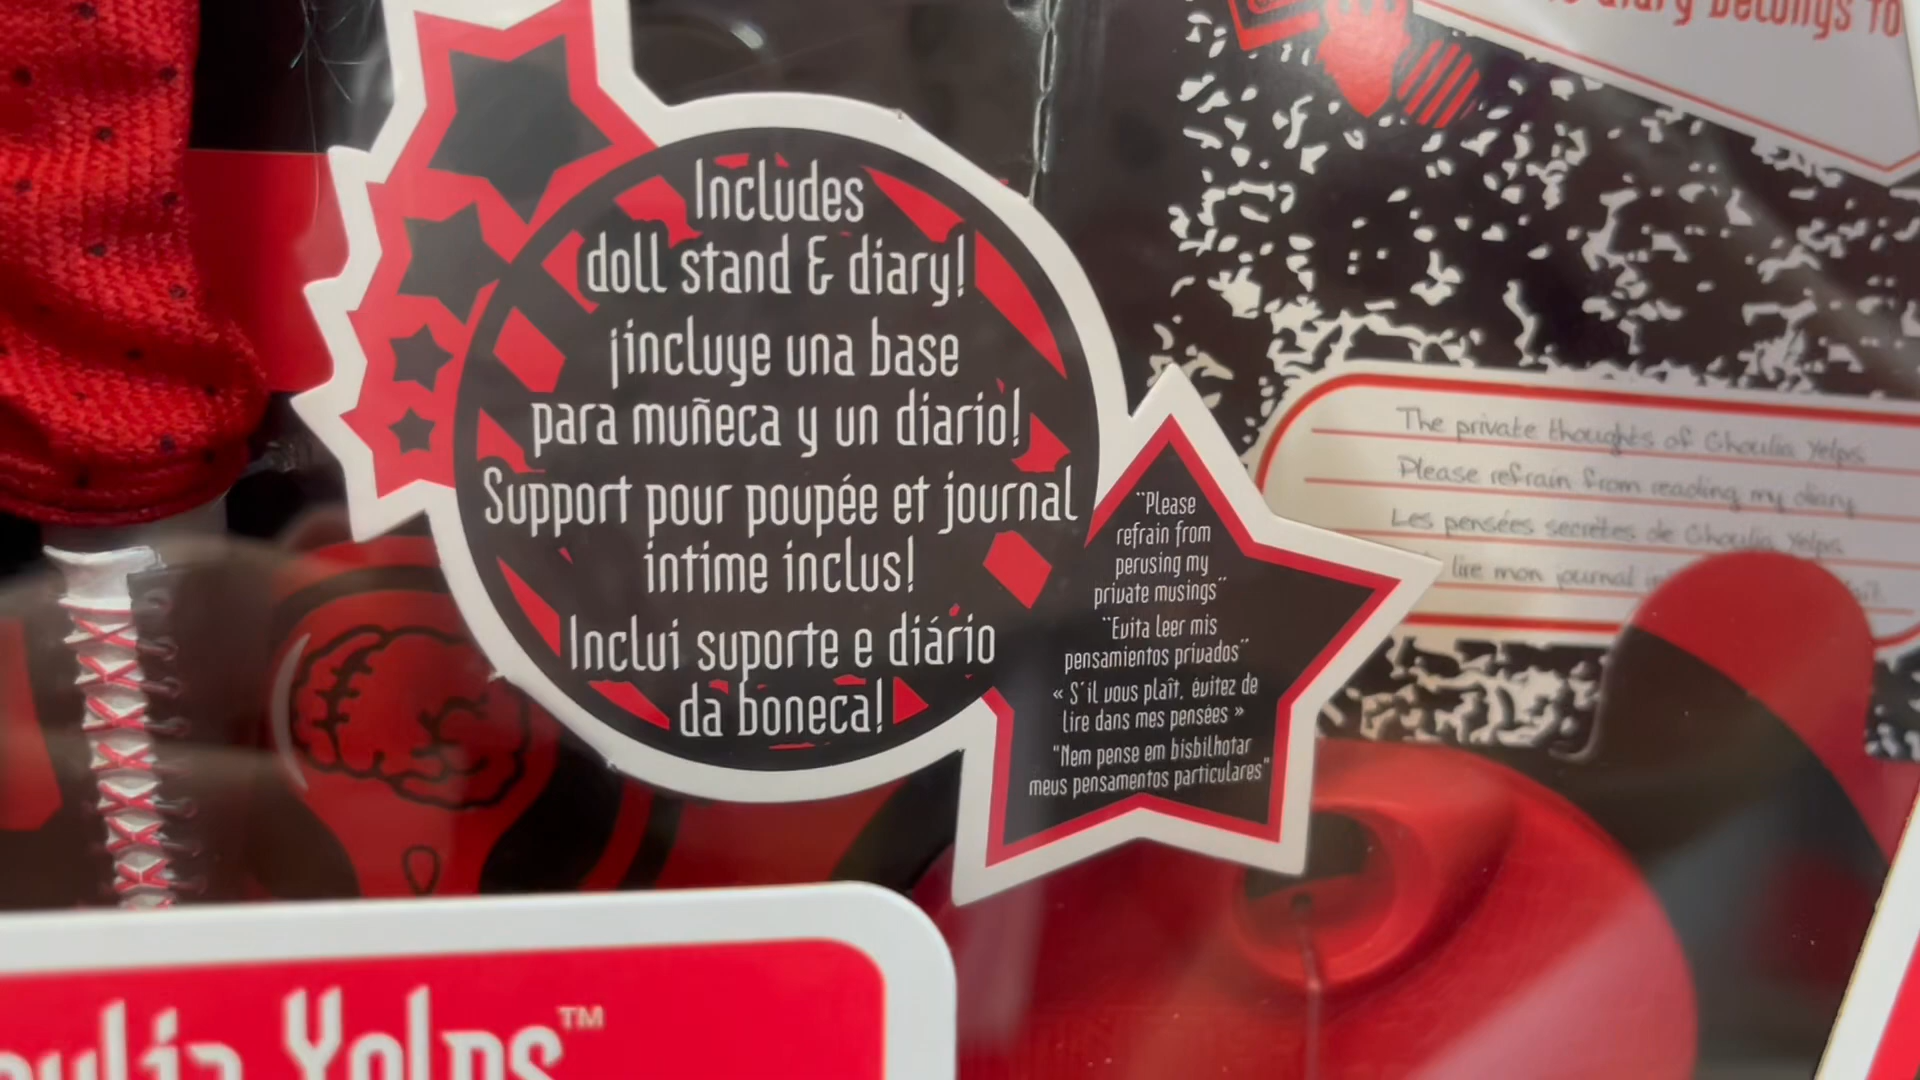 diary belongs to
Includes
doll stand & diary!
¡incluye una base
para muñeca y un diario!
Support pour poupée et journal
intime inclus!
Inclui suporte e diário
da boneca!
"Please
refrain from
perusing my
private musings"
"Evita leer mis
pensamientos privados"
« S'il vous plaît, évitez de
lire dans mes pensées »
"Nem pense em bisbilhotar
meus pensamentos particulares"
The private thoughts of Ghoulia Yelps
Please refrain from reading my diary
Les pensées secrètes de Ghoulia Yelps
lire mon journal
Yelps™